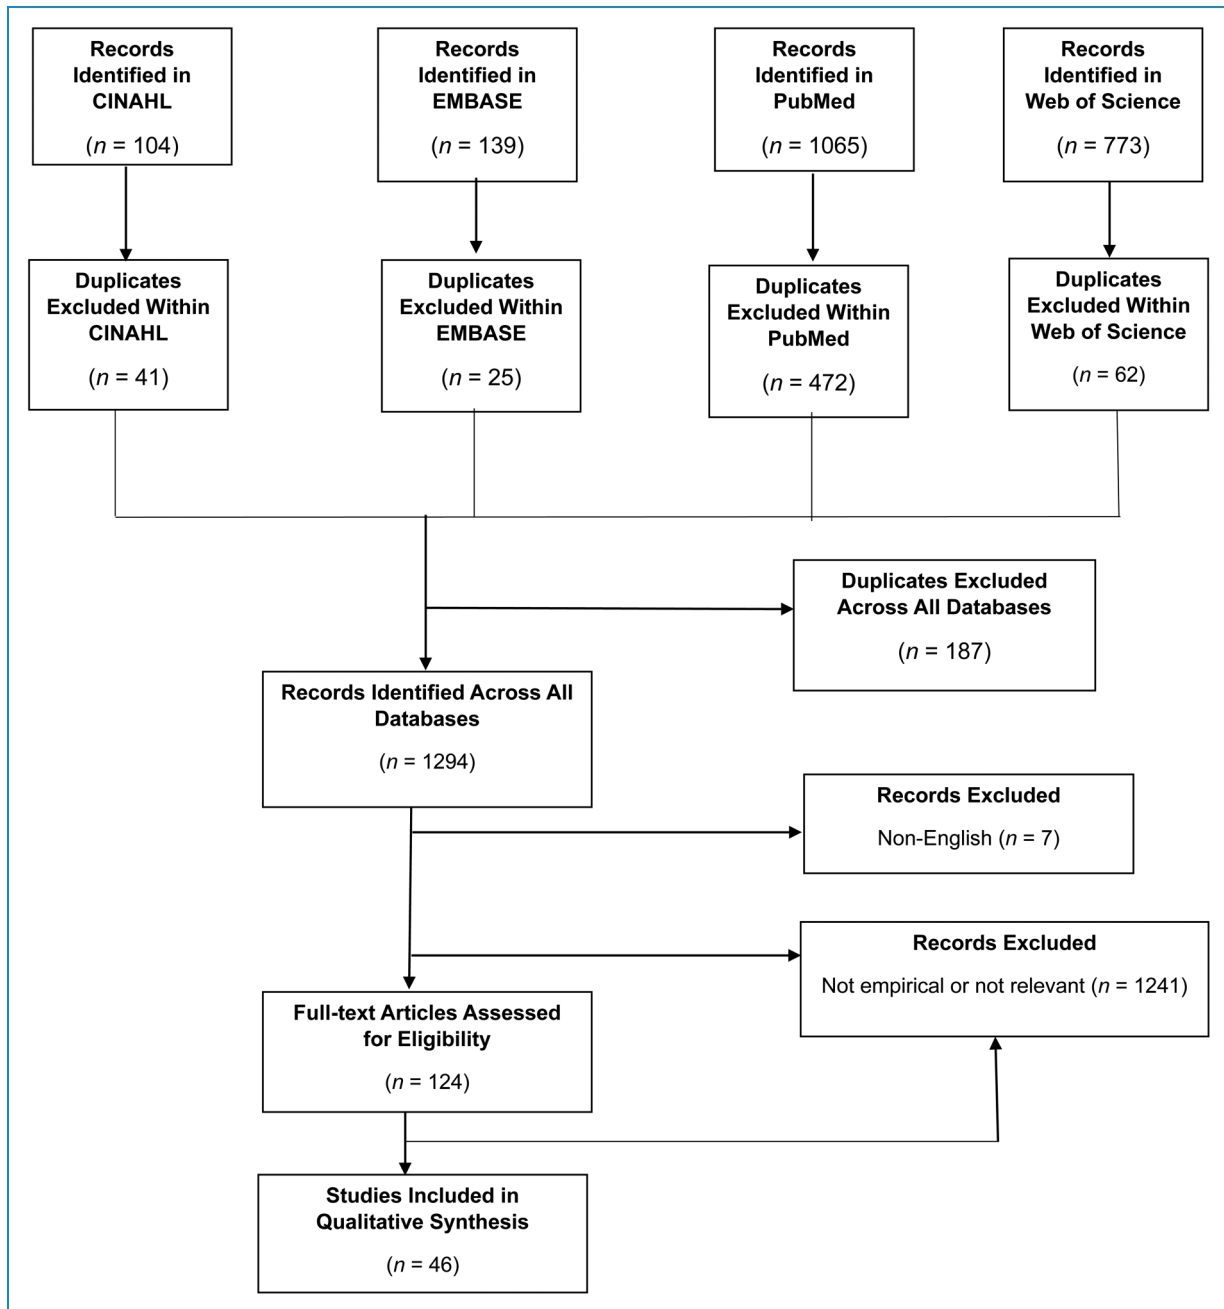 Records
Identified in
CINAHL
(n = 104)
Records
Identified in
EMBASE
(n = 139)
Records
Identified in
PubMed
(n = 1065)
Records
Identified in
Web of Science
(n = 773)
Duplicates
Excluded Within
CINAHL
(n = 41)
Duplicates
Excluded Within
EMBASE
(n = 25)
Duplicates
Excluded Within
PubMed
(n = 472)
Duplicates
Excluded Within
Web of Science
(n = 62)
Duplicates Excluded
Across All Databases
(n = 187)
Records Identified Across All
Databases
(n = 1294)
Records Excluded
Non-English (n = 7)
Records Excluded
Not empirical or not relevant (n = 1241)
Full-text Articles Assessed
for Eligibility
(n = 124)
Studies Included in
Qualitative Synthesis
(n = 46)